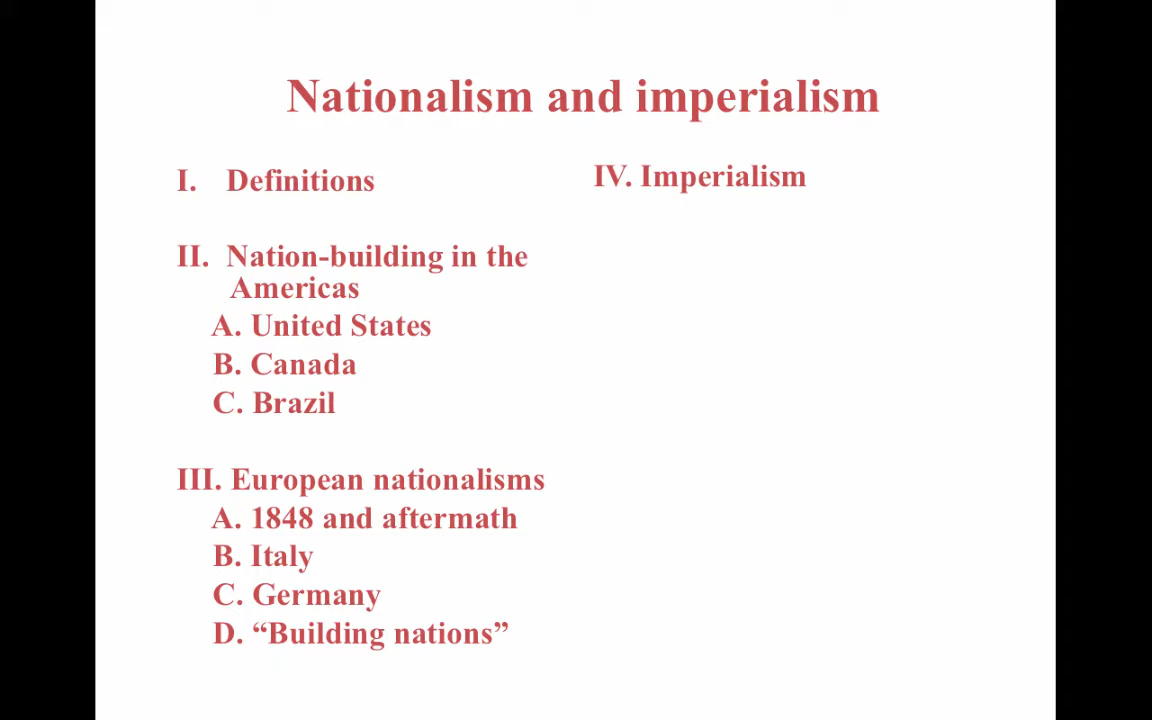 Nationalism and imperialism
I. Definitions
II. Nation-building in the
Americas
A. United States
B. Canada
C. Brazil
III. European nationalisms
A. 1848 and aftermath
B. Italy
C. Germany
D. “Building nations”
IV. Imperialism